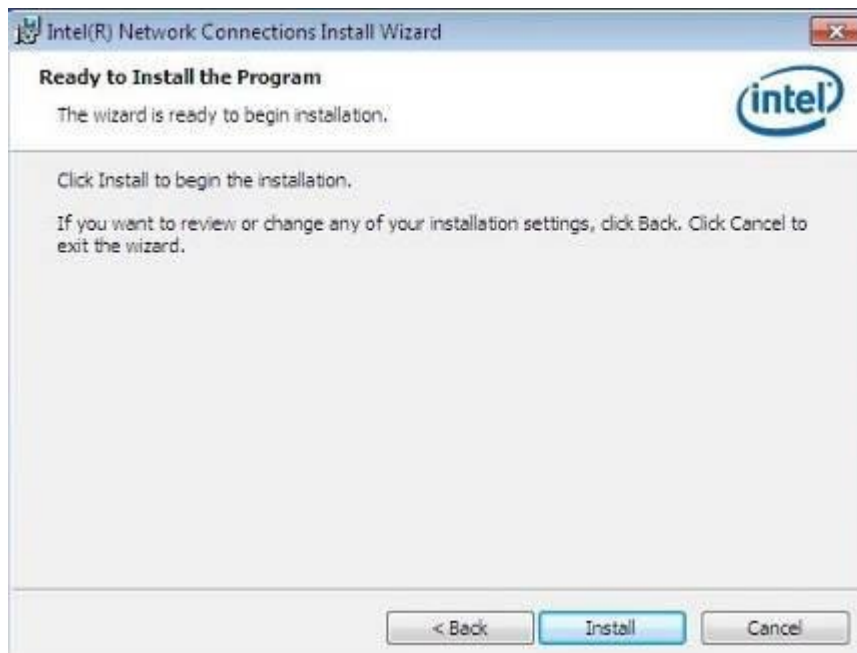 Intel(R) Network Connections Install Wizard
Ready to Install the Program
The wizard is ready to begin installation.
intel
Click Install to begin the installation.
If you want to review or change any of your installation settings, click Back. Click Cancel to
exit the wizard.
< Back
Install
Cancel